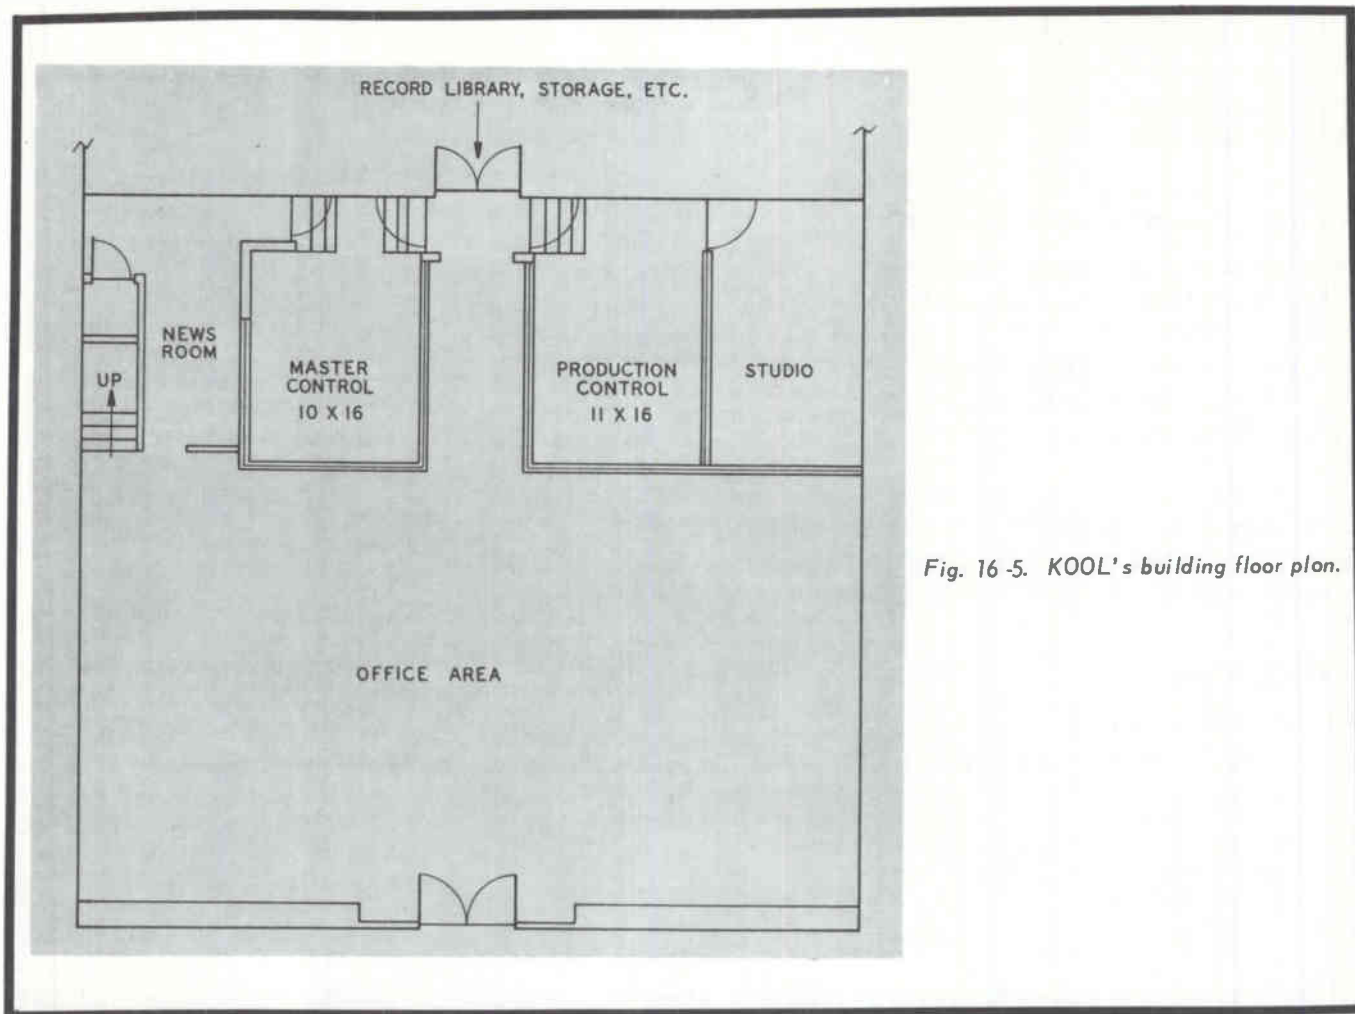 RECORD LIBRARY, STORAGE, ETC.
NEWS
ROOM
UP
MASTER
CONTROL
10 X 16
PRODUCTION
CONTROL
11 X 16
STUDIO
OFFICE AREA
Fig. 16-5. KOOL's building floor plon.